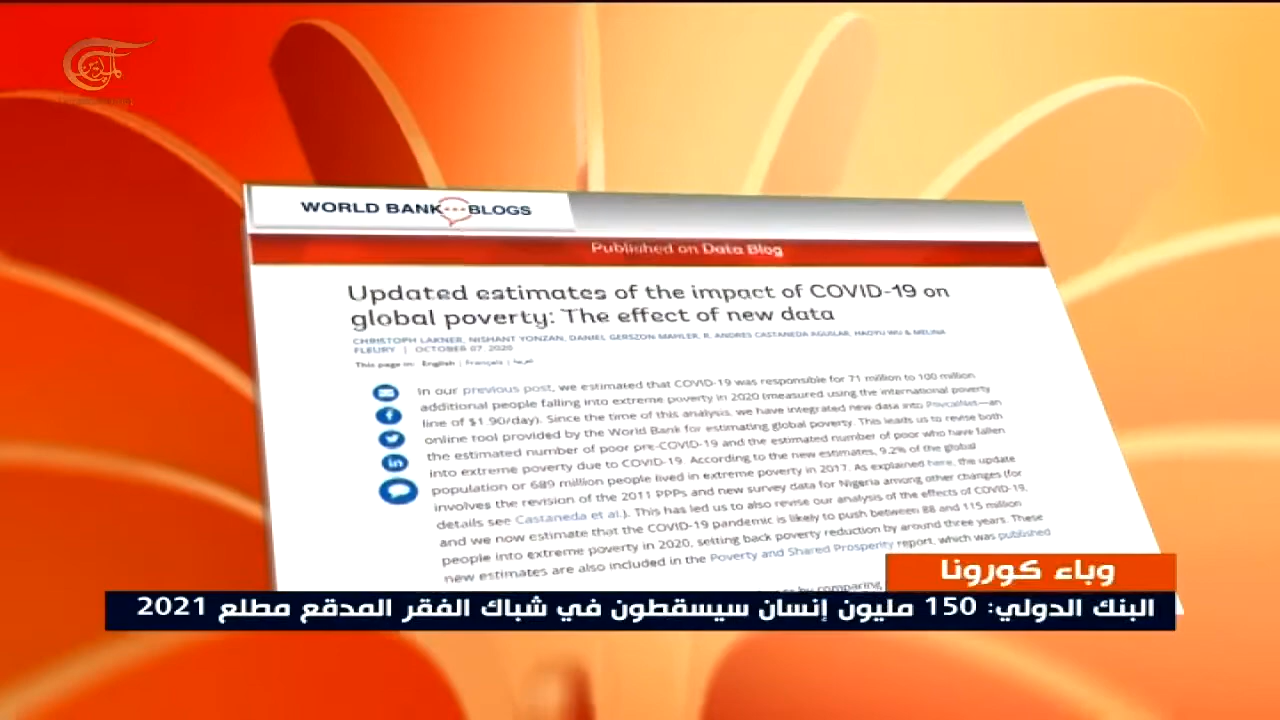 الميادين
WORLD BANK BLOGS
Published on Data Blog
Updated estimates of the impact of COVID-19 on
global poverty: The effect of new data
CHRISTOPH LAKNER, NISHANT YONZAN, DANIEL GERSZON MAHLER, R. ANDRES CASTANEDA AGUILAR, HAOYU WU & MELINA
FLEURY | OCTOBER 07, 2020
This page in: English | Français | العربية
In our previous post, we estimated that COVID-19 was responsible for 71 million to 100 million
additional people falling into extreme poverty in 2020 (measured using the international poverty
line of $1.90/day). Since the time of this analysis, we have integrated new data into PovcalNet—an
online tool provided by the World Bank for estimating global poverty. This leads us to revise both
the estimated number of poor pre-COVID-19 and the estimated number of poor who have fallen
into extreme poverty due to COVID-19. According to the new estimates, 9.2% of the global
population or 689 million people lived in extreme poverty in 2017. As explained here, the update
involves the revision of the 2011 PPPs and new survey data for Nigeria among other changes (for
details see Castaneda et al.). This has led us to also revise our analysis of the effects of COVID-19,
and we now estimate that the COVID-19 pandemic is likely to push between 88 and 115 million
people into extreme poverty in 2020, setting back poverty reduction by around three years. These
new estimates are also included in the Poverty and Shared Prosperity report, which was published
by comparing
وباء كورونا
البنك الدولي: 150 مليون إنسان سيسقطون في شباك الفقر المدقع مطلع 2021